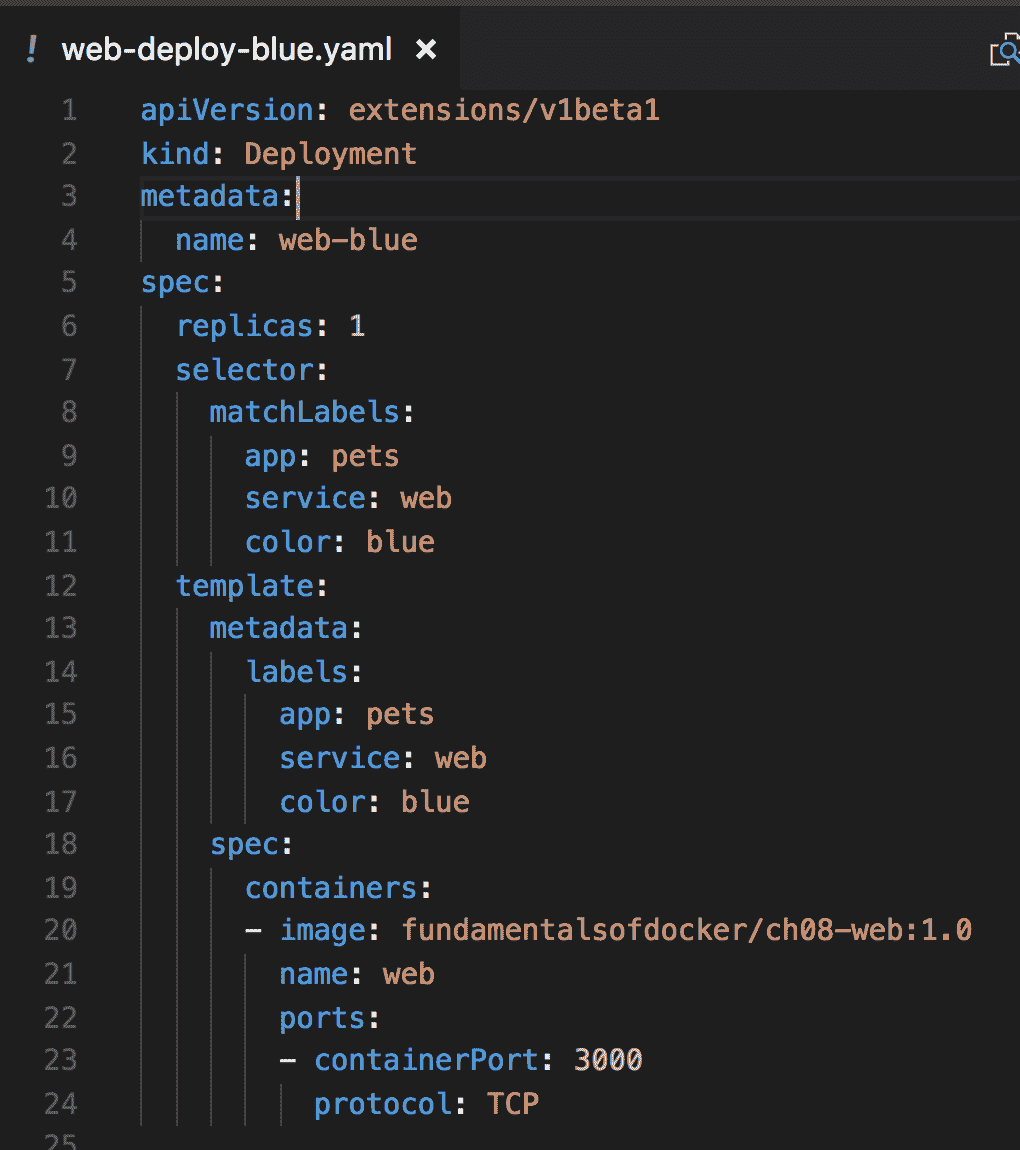 ! web-deploy-blue.yaml ×
1 apiVersion: extensions/v1beta1
2 kind: Deployment
3 metadata:
4   name: web-blue
5 spec:
6   replicas: 1
7   selector:
8     matchLabels:
9       app: pets
10       service: web
11       color: blue
12   template:
13     metadata:
14       labels:
15         app: pets
16         service: web
17         color: blue
18     spec:
19       containers:
20       - image: fundamentalsofdocker/ch08-web:1.0
21         name: web
22         ports:
23         - containerPort: 3000
24           protocol: TCP
25